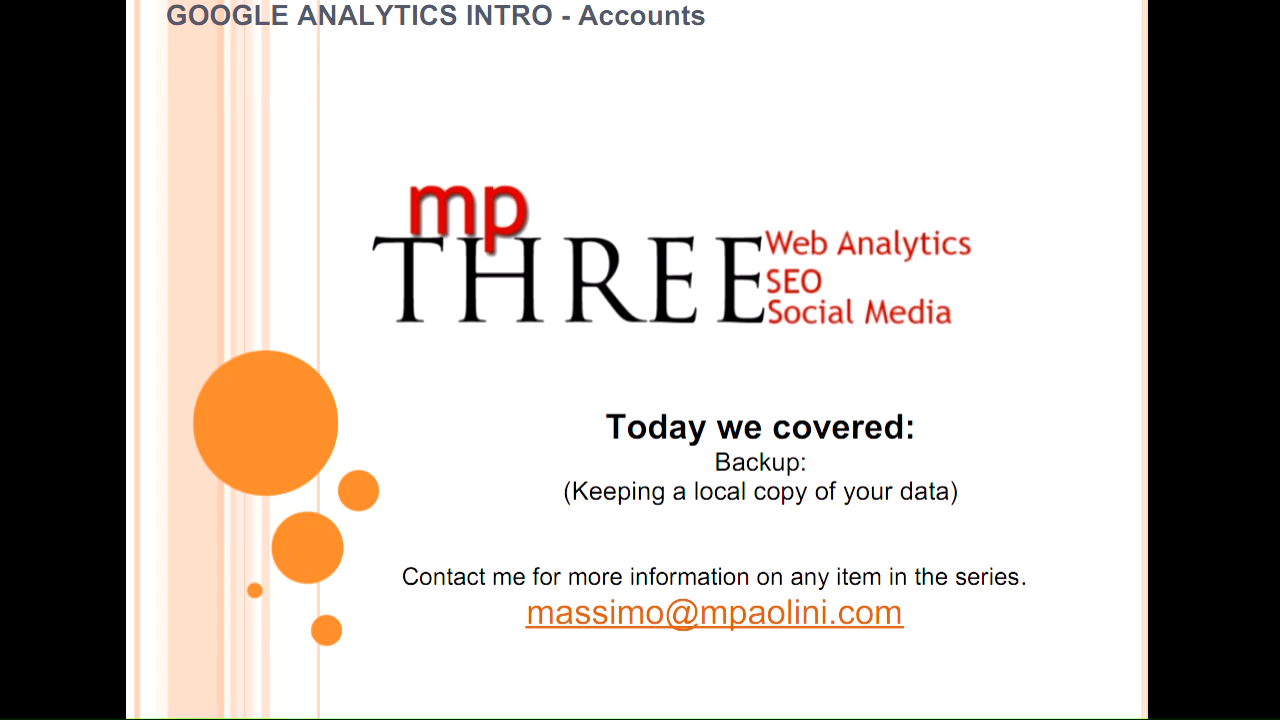 GOOGLE ANALYTICS INTRO - Accounts
mp
THREE
Web Analytics
SEO
Social Media
Today we covered:
Backup:
(Keeping a local copy of your data)
Contact me for more information on any item in the series.
massimo@mpaolini.com